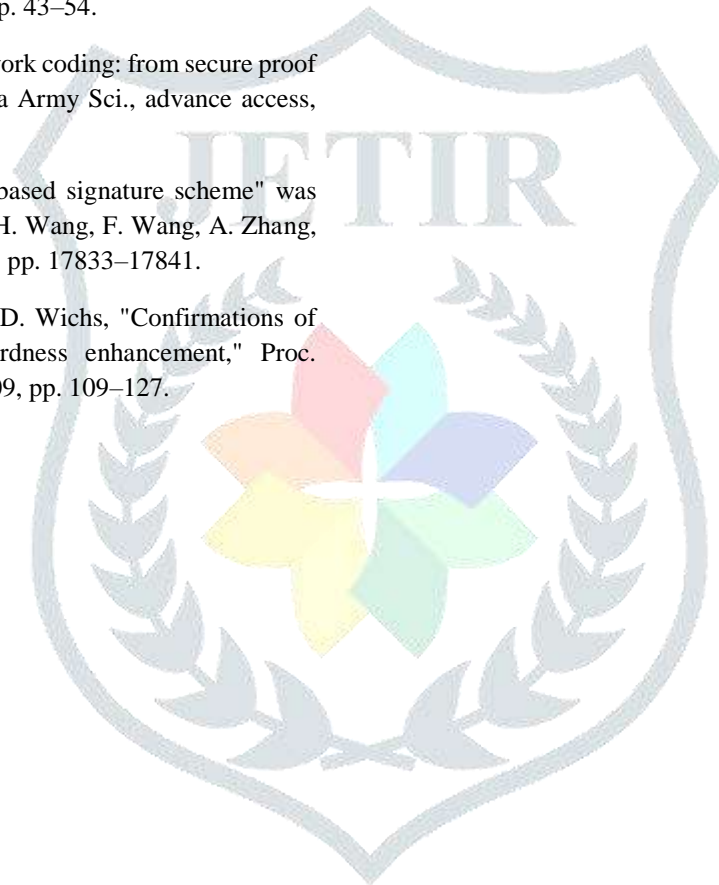 p. 43–54.
work coding: from secure proof
a Army Sci., advance access,
JETIR
based signature scheme" was
H. Wang, F. Wang, A. Zhang,
pp. 17833–17841.
D. Wichs, "Confirmations of
rdness enhancement," Proc.
09, pp. 109–127.